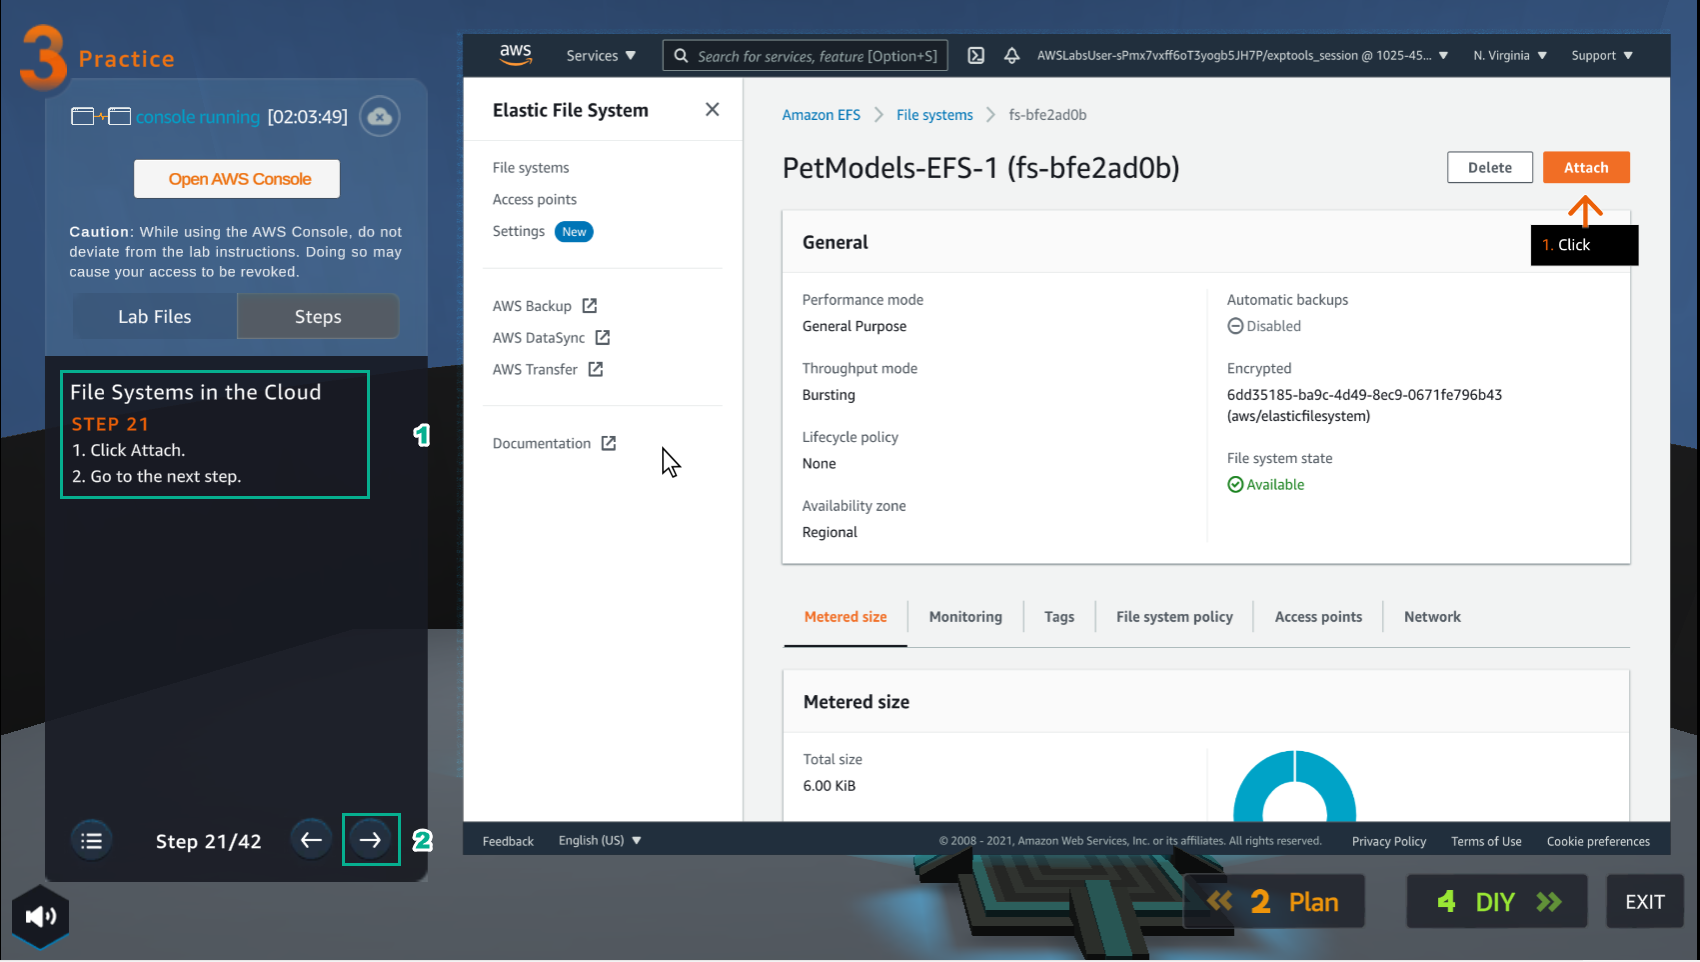 3 Practice
console running [02:03:49]
Open AWS Console
Caution: While using the AWS Console, do not
deviate from the lab instructions. Doing so may
cause your access to be revoked.
Lab Files
Steps
File Systems in the Cloud
STEP 21
1. Click Attach.
2. Go to the next step.
1
Step 21/42
2
aws
Services
Search for services, feature [Option+S]
AWSLabsUser-sPmx7vxff6oT3yogb5JH7P/exptools_session @ 1025-45...
N. Virginia
Support
Elastic File System
File systems
Access points
Settings New
AWS Backup
AWS DataSync
AWS Transfer
Documentation
Amazon EFS
File systems
fs-bfe2ad0b
PetModels-EFS-1 (fs-bfe2ad0b)
Delete
Attach
1. Click
General
Performance mode
General Purpose
Throughput mode
Bursting
Lifecycle policy
None
Availability zone
Regional
Automatic backups
Disabled
Encrypted
6dd35185-ba9c-4d49-8ec9-0671fe796b43
(aws/elasticfilesystem)
File system state
Available
Metered size
Monitoring
Tags
File system policy
Access points
Network
Metered size
Total size
6.00 KiB
Feedback
English (US)
© 2008 - 2021, Amazon Web Services, Inc. or its affiliates. All rights reserved.
Privacy Policy
Terms of Use
Cookie preferences
2 Plan
4 DIY
EXIT